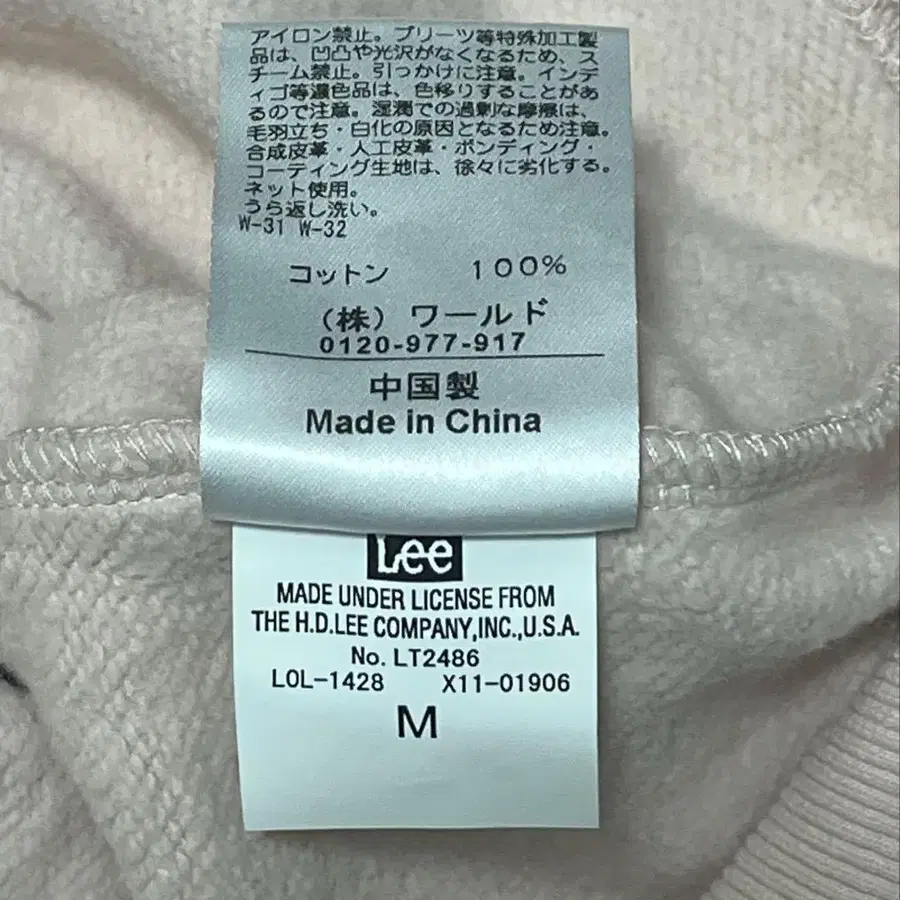 アイロン禁止。プリーツ等特殊加工製
品は、凹凸や光沢がなくなるため、ス
チーム禁止。引っかけに注意。インディ
ゴ等濃色品は、色移りすることがあ
るので注意。湿潤での過剰な摩擦は、
毛羽立ち・白化の原因となるため注意。
合成皮革・人工皮革・ボンディング・
コーティング生地は、徐々に劣化する。
ネット使用。
うら返し洗い。
W-31 W-32
コットン 100%
(株) ワールド
0120-977-917
中国製
Made in China
Lee
MADE UNDER LICENSE FROM
THE H.D.LEE COMPANY,INC.,U.S.A.
No. LT2486
LOL-1428 X11-01906
M